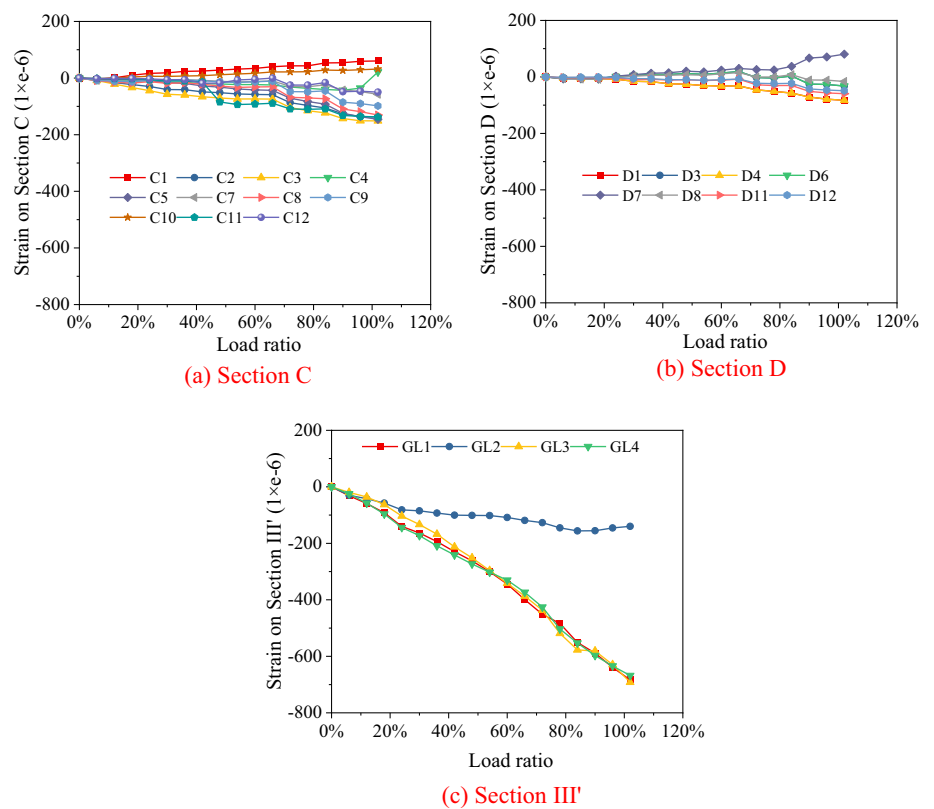 200
0
-200
-400
-600
-800
0% 20% 40% 60% 80% 100% 120%
Strain on Section C (1×e-6)
Load ratio
C1 C2 C3 C4
C5 C7 C8 C9
C10 C11 C12
(a) Section C
200
0
-200
-400
-600
-800
0% 20% 40% 60% 80% 100% 120%
Strain on Section D (1×e-6)
Load ratio
D1 D3 D4 D6
D7 D8 D11 D12
(b) Section D
200
0
-200
-400
-600
-800
0% 20% 40% 60% 80% 100% 120%
Strain on Section III' (1×e-6)
Load ratio
GL1 GL2 GL3 GL4
(c) Section III'